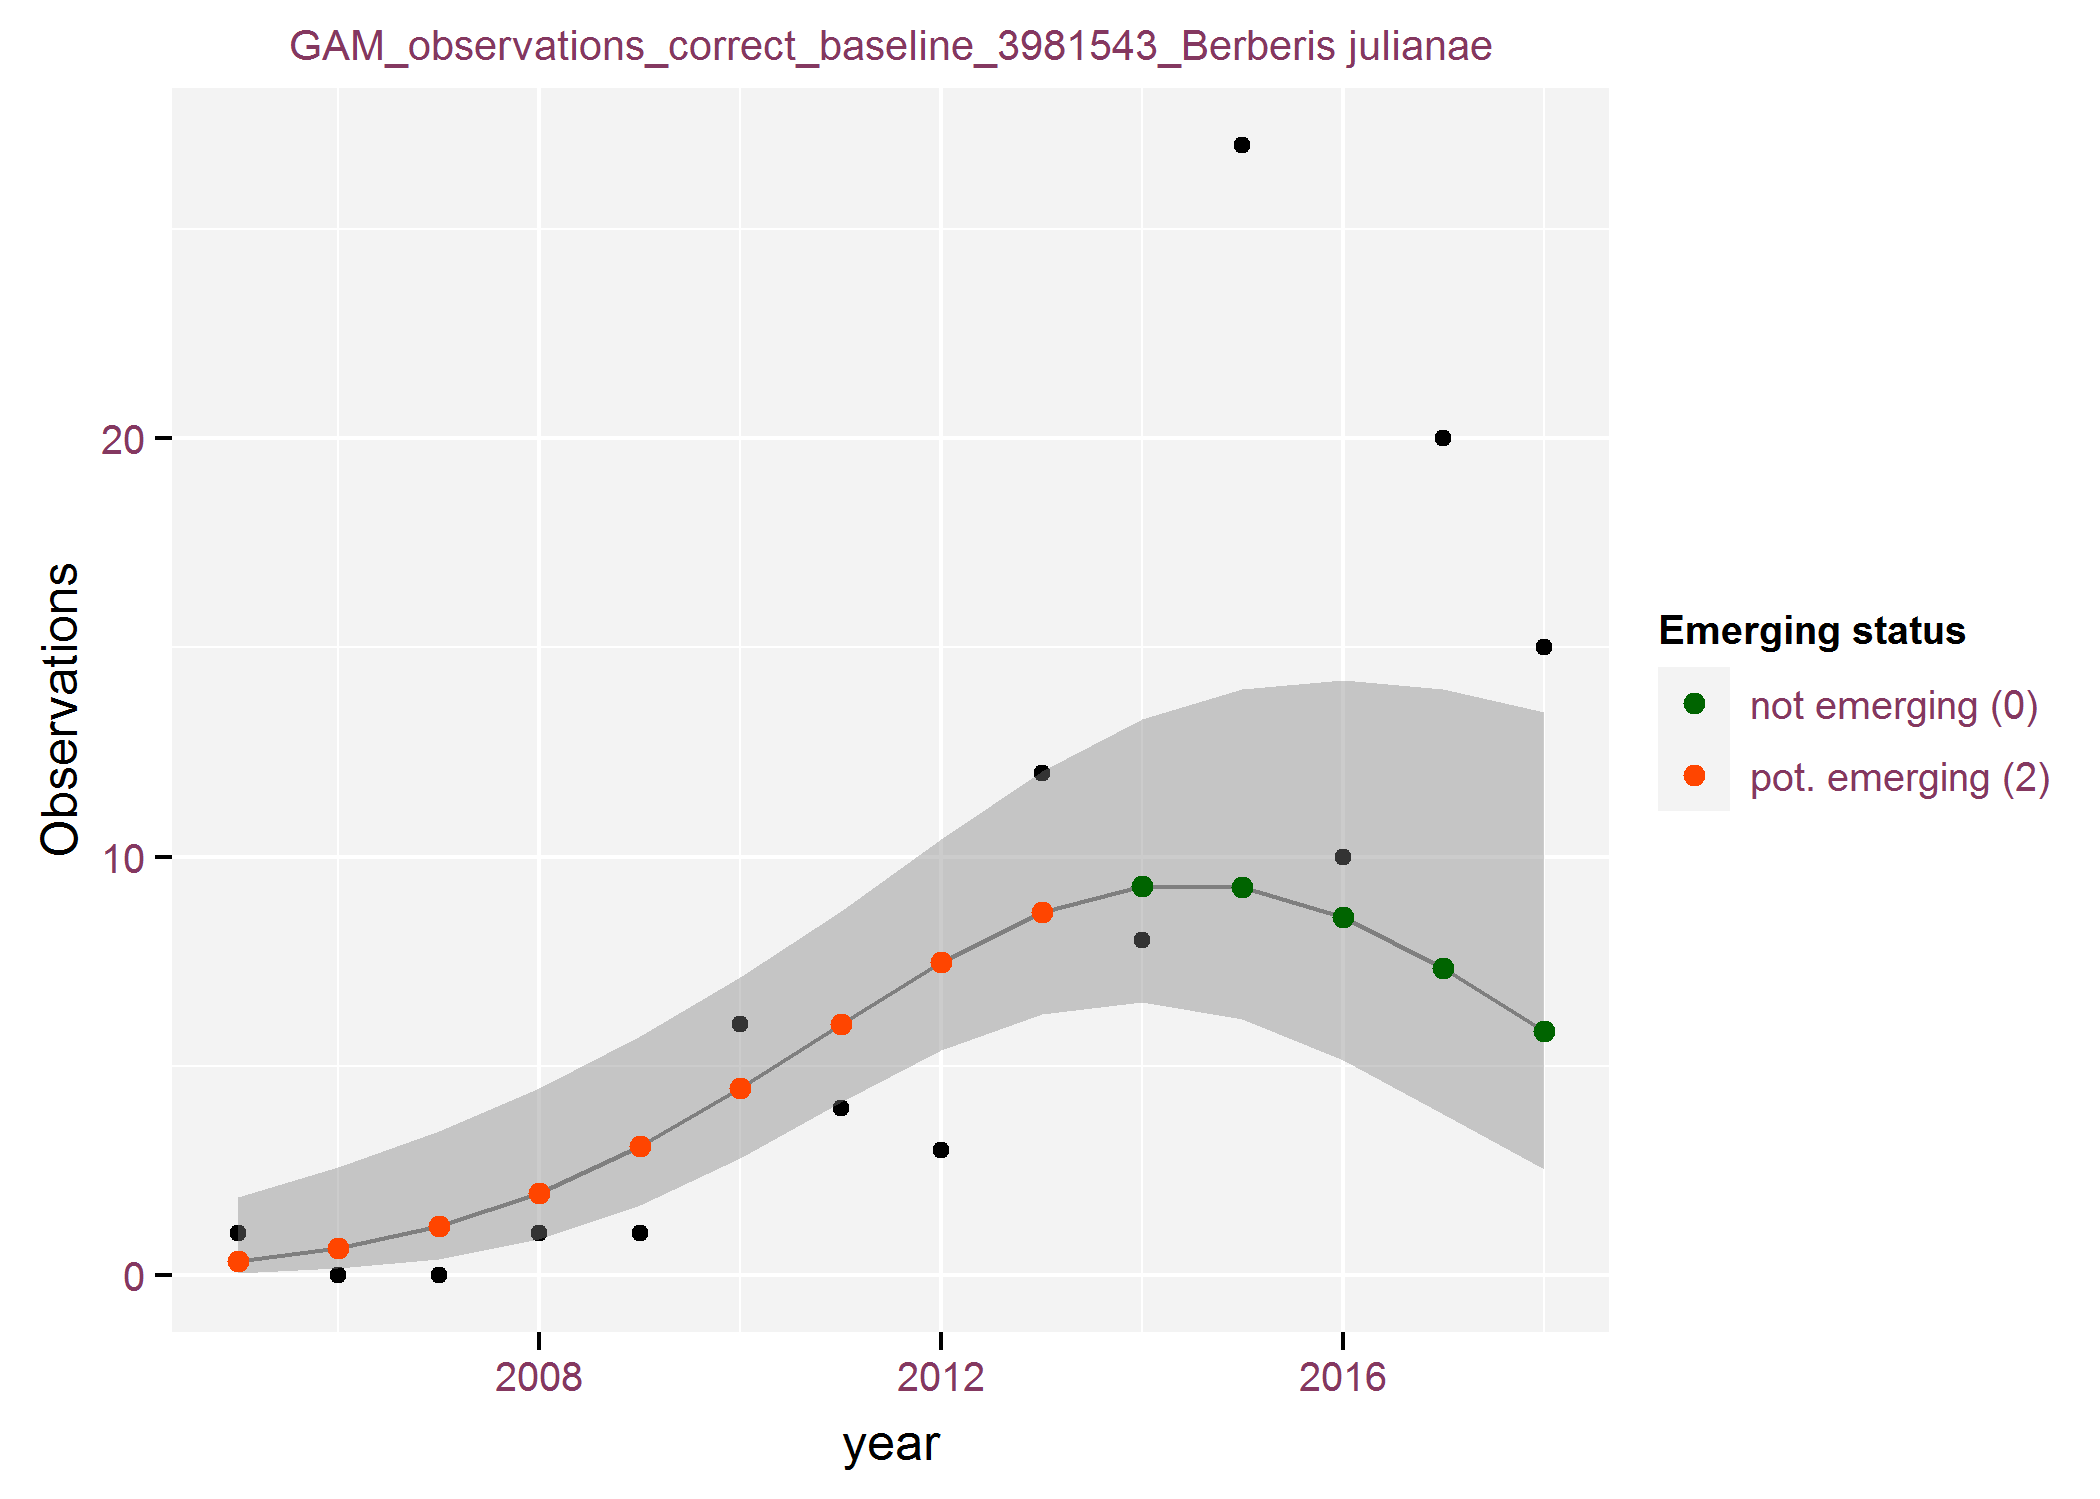 GAM_observations_correct_baseline_3981543_Berberis julianae
Observations
20
10
0
2008
2012
2016
year
Emerging status
not emerging (0)
pot. emerging (2)